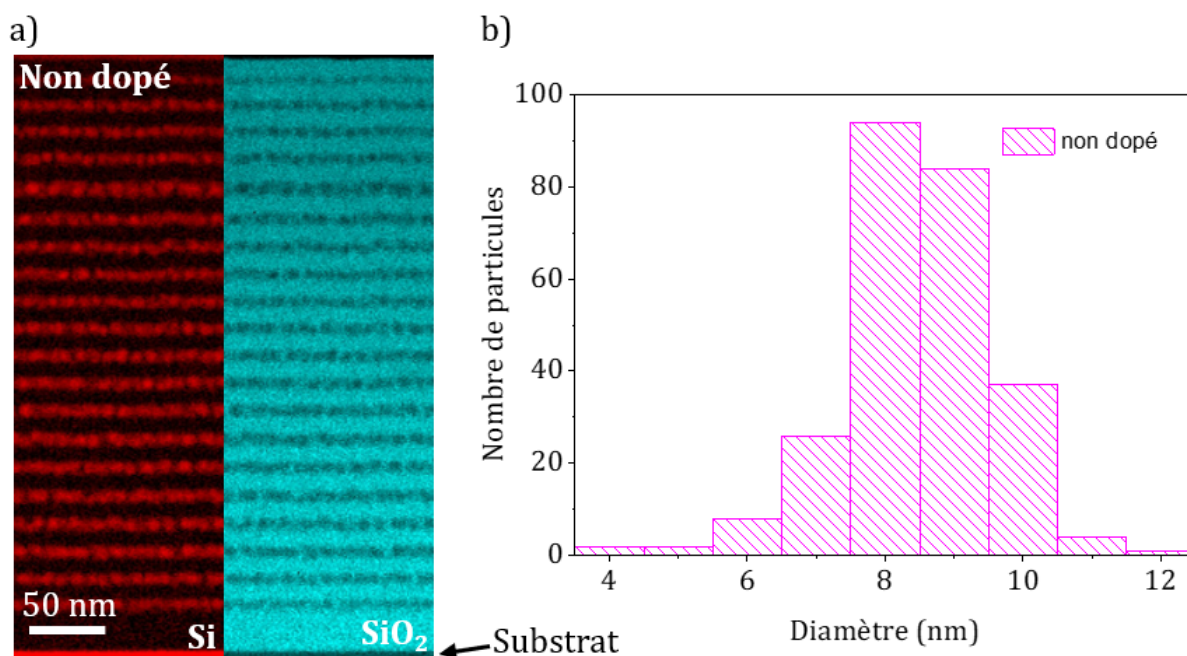 a)
Non dopé
50 nm
Si
SiO₂
Substrat
b)
100
80
60
40
20
0
Nombre de particules
non dopé
4 6 8 10 12
Diamètre (nm)